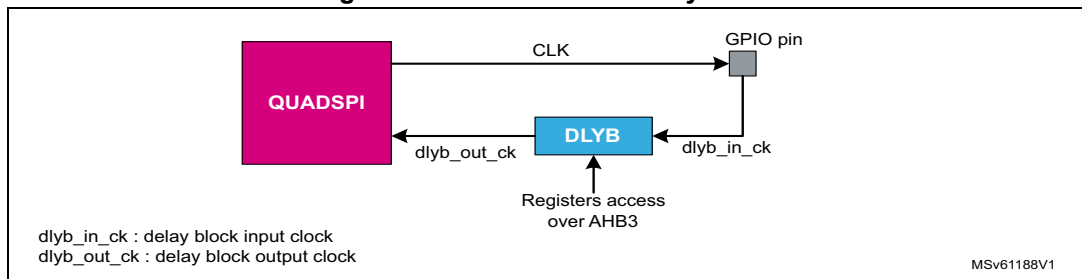 CLK
GPIO pin
QUADSPI
DLYB
dlyb_out_ck
dlyb_in_ck
Registers access
over AHB3
dlyb_in_ck : delay block input clock
dlyb_out_ck : delay block output clock
MSv61188V1